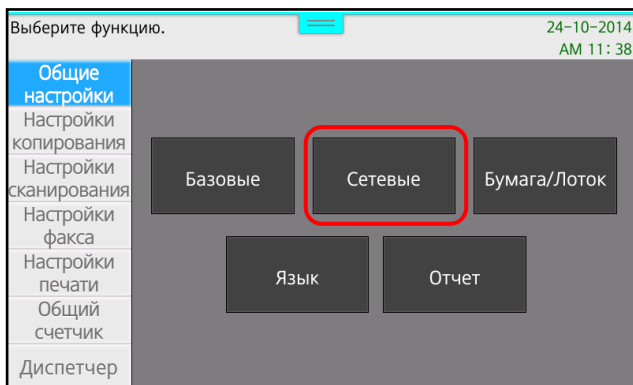 Выберите функцию.
24-10-2014
AM 11: 38
Общие
настройки
Настройки
копирования
Настройки
сканирования
Настройки
факса
Настройки
печати
Общий
счетчик
Диспетчер
Базовые
Сетевые
Бумага/Лоток
Язык
Отчет